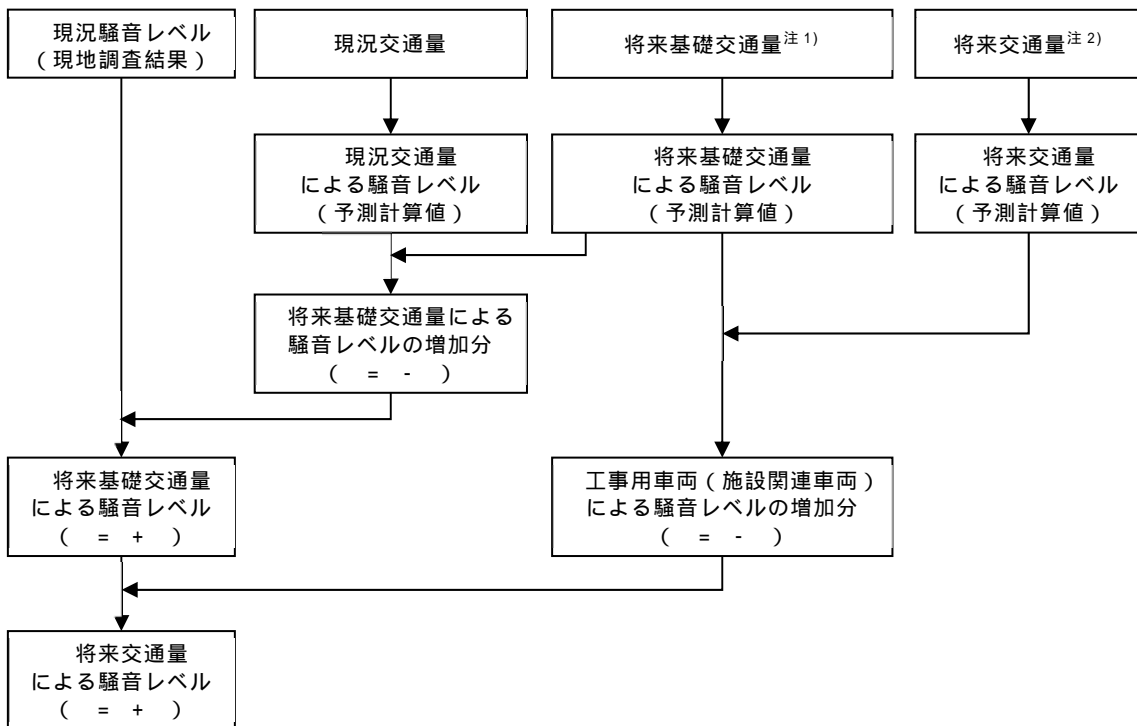 現況騒音レベル
（現地調査結果）
現況交通量
将来基礎交通量注1)
将来交通量注2)
現況交通量
による騒音レベル
（予測計算値）
将来基礎交通量
による騒音レベル
（予測計算値）
将来交通量
による騒音レベル
（予測計算値）
将来基礎交通量による
騒音レベルの増加分
（ = - ）
将来基礎交通量
による騒音レベル
（ = + ）
工事用車両（施設関連車両）
による騒音レベルの増加分
（ = - ）
将来交通量
による騒音レベル
（ = + ）